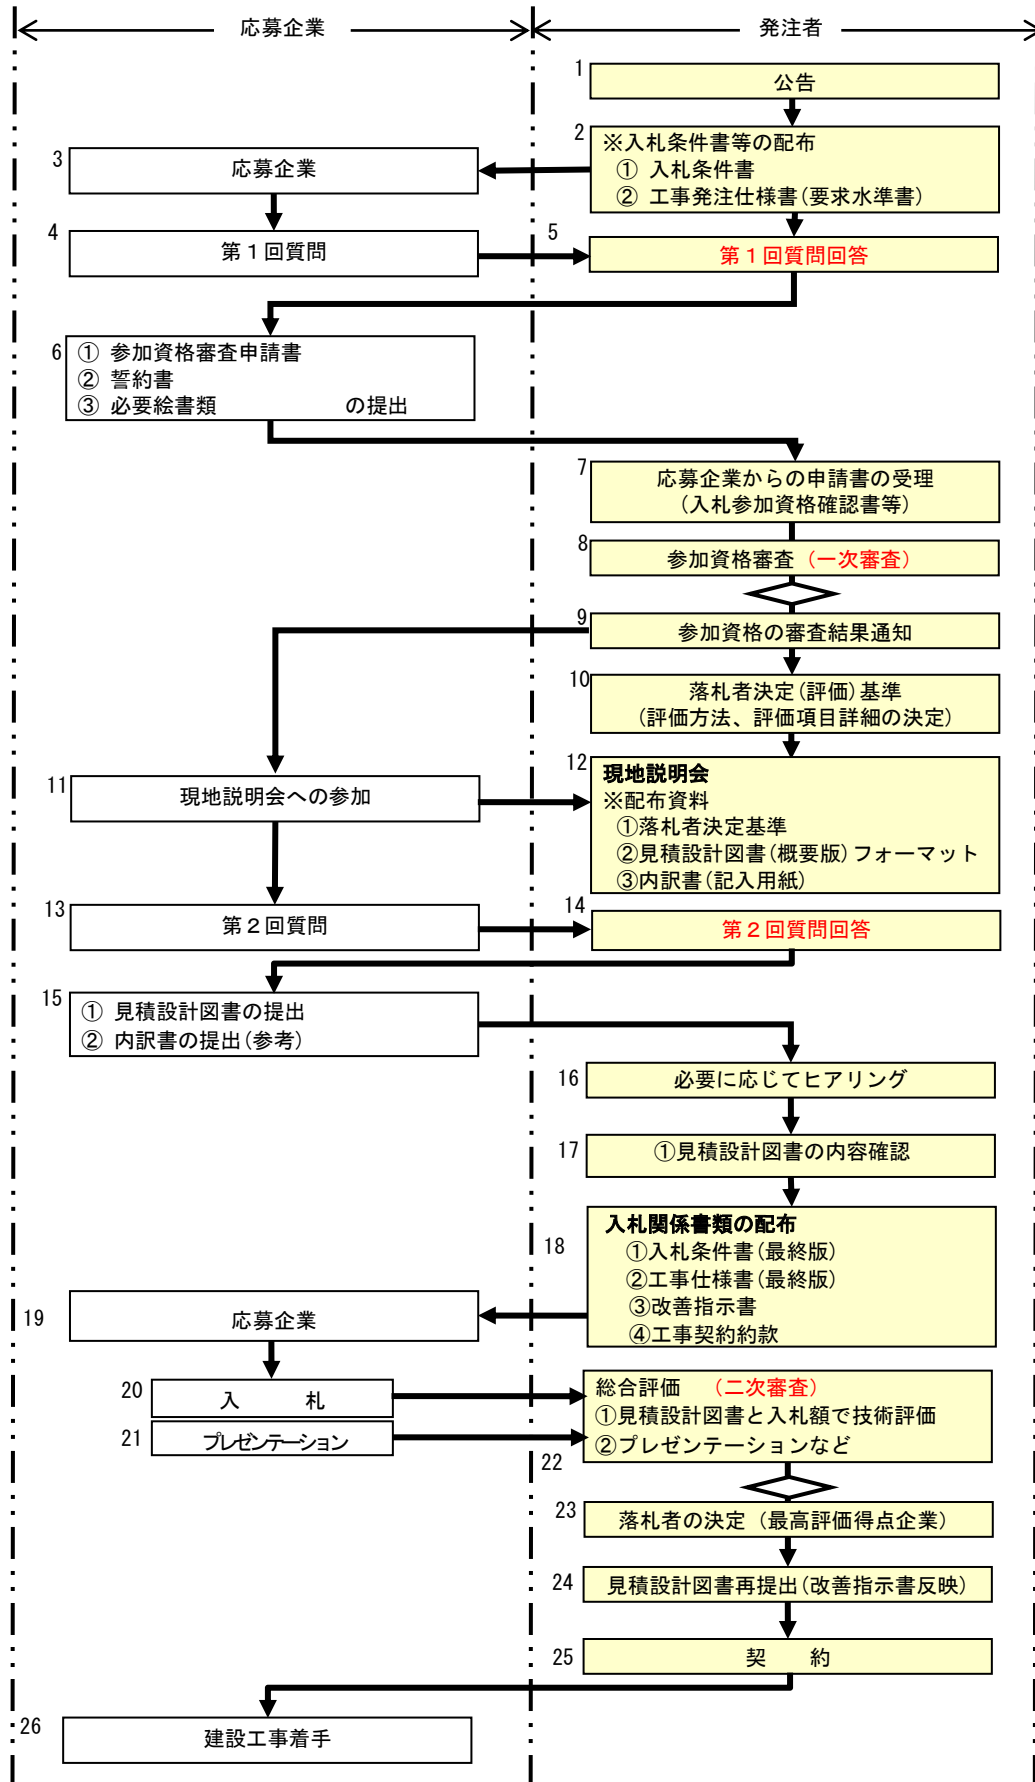 応募企業
発注者
1
公告
2
※入札条件書等の配布
① 入札条件書
② 工事発注仕様書(要求水準書)
3
応募企業
4
第1回質問
5
第1回質問回答
6
① 参加資格審査申請書
② 誓約書
③ 必要絵書類　　　　　の提出
7
応募企業からの申請書の受理
(入札参加資格確認書等)
8
参加資格審査 (一次審査)
9
参加資格の審査結果通知
10
落札者決定(評価)基準
(評価方法、評価項目詳細の決定)
11
現地説明会への参加
12
現地説明会
※配布資料
①落札者決定基準
②見積設計図書(概要版)フォーマット
③内訳書(記入用紙)
13
第2回質問
14
第2回質問回答
15
① 見積設計図書の提出
② 内訳書の提出(参考)
16
必要に応じてヒアリング
17
①見積設計図書の内容確認
18
入札関係書類の配布
①入札条件書(最終版)
②工事仕様書(最終版)
③改善指示書
④工事契約約款
19
応募企業
20
入　　札
21
プレゼンテーション
22
総合評価　(二次審査)
①見積設計図書と入札額で技術評価
②プレゼンテーションなど
23
落札者の決定 (最高評価得点企業)
24
見積設計図書再提出(改善指示書反映)
25
契　約
26
建設工事着手